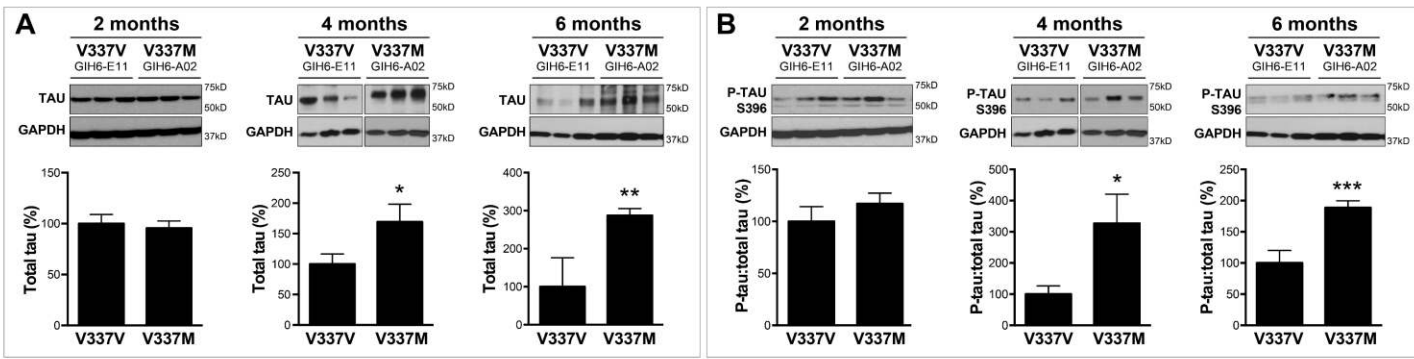 A
2 months
V337V V337M
GIH6-E11 GIH6-A02
TAU
75kD
50kD
GAPDH
37kD
Total tau (%)
150
100
50
0
V337V V337M
4 months
V337V V337M
GIH6-E11 GIH6-A02
TAU
75kD
50kD
GAPDH
37kD
Total tau (%)
250
200
150
100
50
0
*
V337V V337M
6 months
V337V V337M
GIH6-E11 GIH6-A02
TAU
75kD
50kD
GAPDH
37kD
Total tau (%)
400
300
200
100
0
**
V337V V337M
B
2 months
V337V V337M
GIH6-E11 GIH6-A02
P-TAU
S396
75kD
50kD
GAPDH
37kD
P-tau:total tau (%)
150
100
50
0
V337V V337M
4 months
V337V V337M
GIH6-E11 GIH6-A02
P-TAU
S396
75kD
50kD
GAPDH
37kD
P-tau:total tau (%)
500
400
300
200
100
0
*
V337V V337M
6 months
V337V V337M
GIH6-E11 GIH6-A02
P-TAU
S396
75kD
50kD
GAPDH
37kD
P-tau:total tau (%)
250
200
150
100
50
0
***
V337V V337M